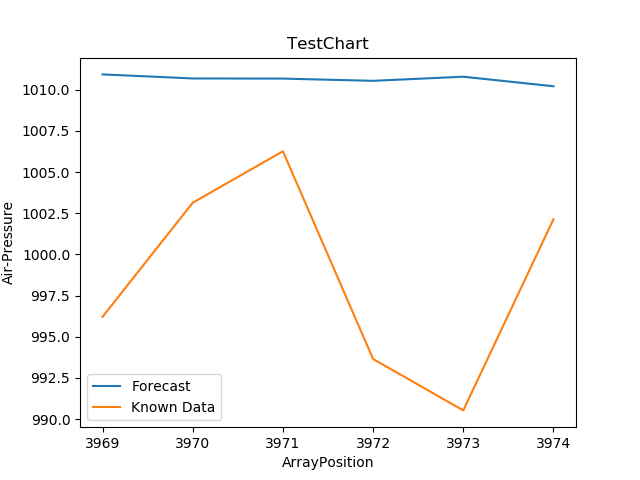 TestChart
Air-Pressure
1010.0
1007.5
1005.0
1002.5
1000.0
997.5
995.0
992.5
990.0
Forecast
Known Data
3969 3970 3971 3972 3973 3974
ArrayPosition